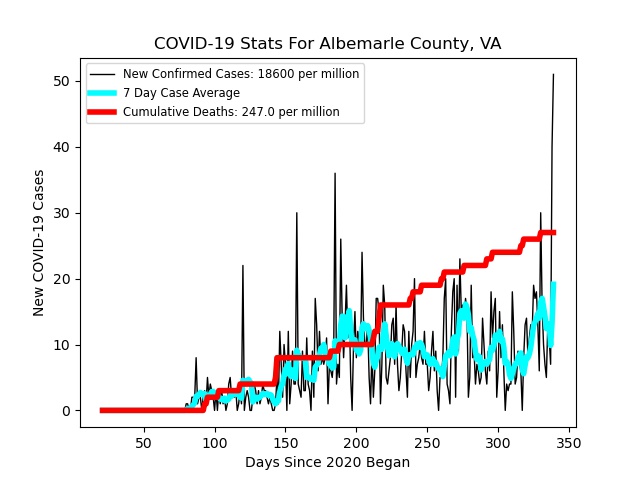 COVID-19 Stats For Albemarle County, VA
New Confirmed Cases: 18600 per million
7 Day Case Average
Cumulative Deaths: 247.0 per million
New COVID-19 Cases
50
40
30
20
10
0
50 100 150 200 250 300 350
Days Since 2020 Began